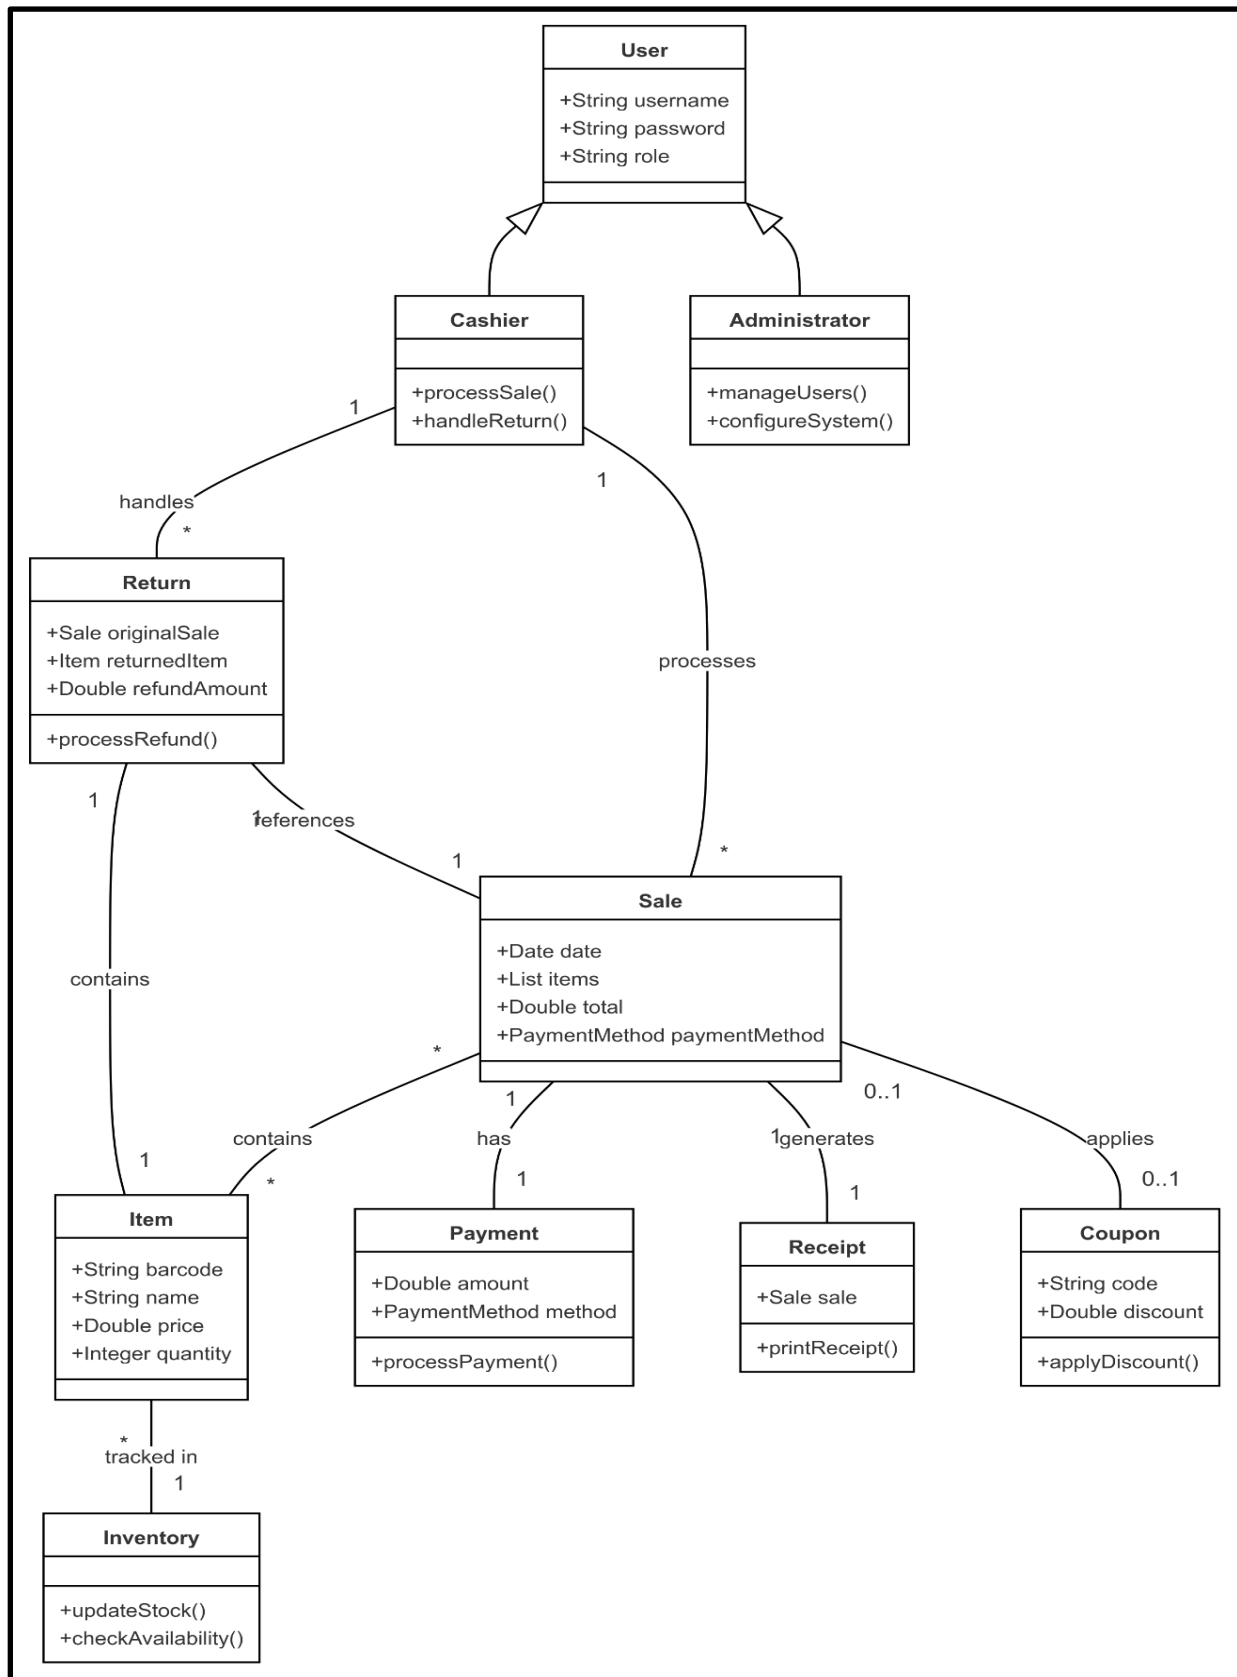 User
+String username
+String password
+String role
Cashier
+processSale()
+handleReturn()
Administrator
+manageUsers()
+configureSystem()
1
handles
*
1
processes
*
Return
+Sale originalSale
+Item returnedItem
+Double refundAmount
+processRefund()
1
contains
1
1
references
1
Sale
+Date date
+List items
+Double total
+PaymentMethod paymentMethod
*
contains
*
1
has
1
1
generates
1
0..1
applies
0..1
Item
+String barcode
+String name
+Double price
+Integer quantity
Payment
+Double amount
+PaymentMethod method
+processPayment()
Receipt
+Sale sale
+printReceipt()
Coupon
+String code
+Double discount
+applyDiscount()
*
tracked in
1
Inventory
+updateStock()
+checkAvailability()